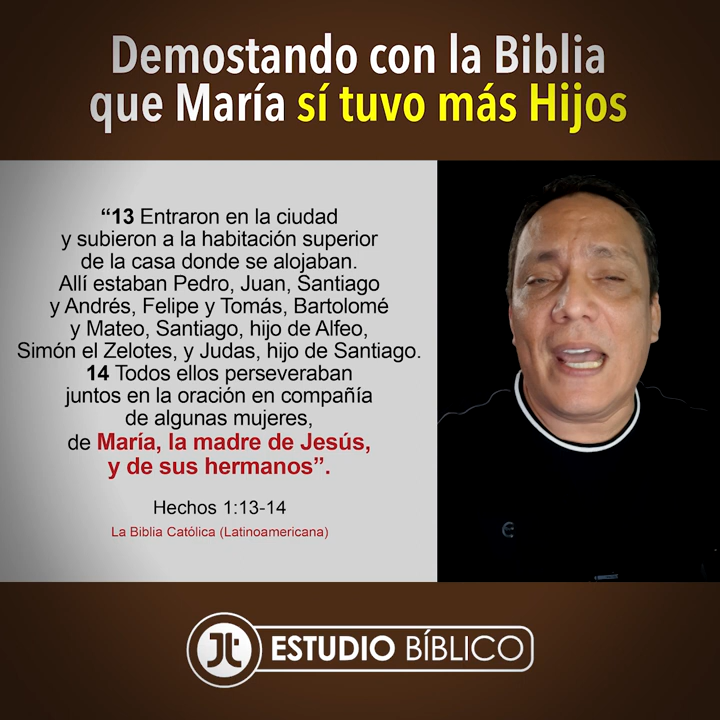 Demostando con la Biblia
que María sí tuvo más Hijos
“13 Entraron en la ciudad
y subieron a la habitación superior
de la casa donde se alojaban.
Allí estaban Pedro, Juan, Santiago
y Andrés, Felipe y Tomás, Bartolomé
y Mateo, Santiago, hijo de Alfeo,
Simón el Zelotes, y Judas, hijo de Santiago.
14 Todos ellos perseveraban
juntos en la oración en compañía
de algunas mujeres,
de María, la madre de Jesús,
y de sus hermanos”.
Hechos 1:13-14
La Biblia Católica (Latinoamericana)
Jt ESTUDIO BÍBLICO